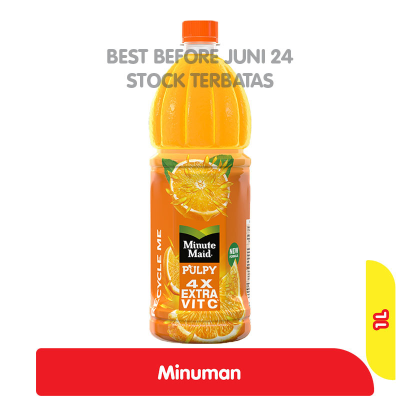 BEST BEFORE JUNI 24
STOCK TERBATAS
RECYCLE ME
Minute
Maid
PULPY
4X
EXTRA
VIT C
NEW
1L
Minuman